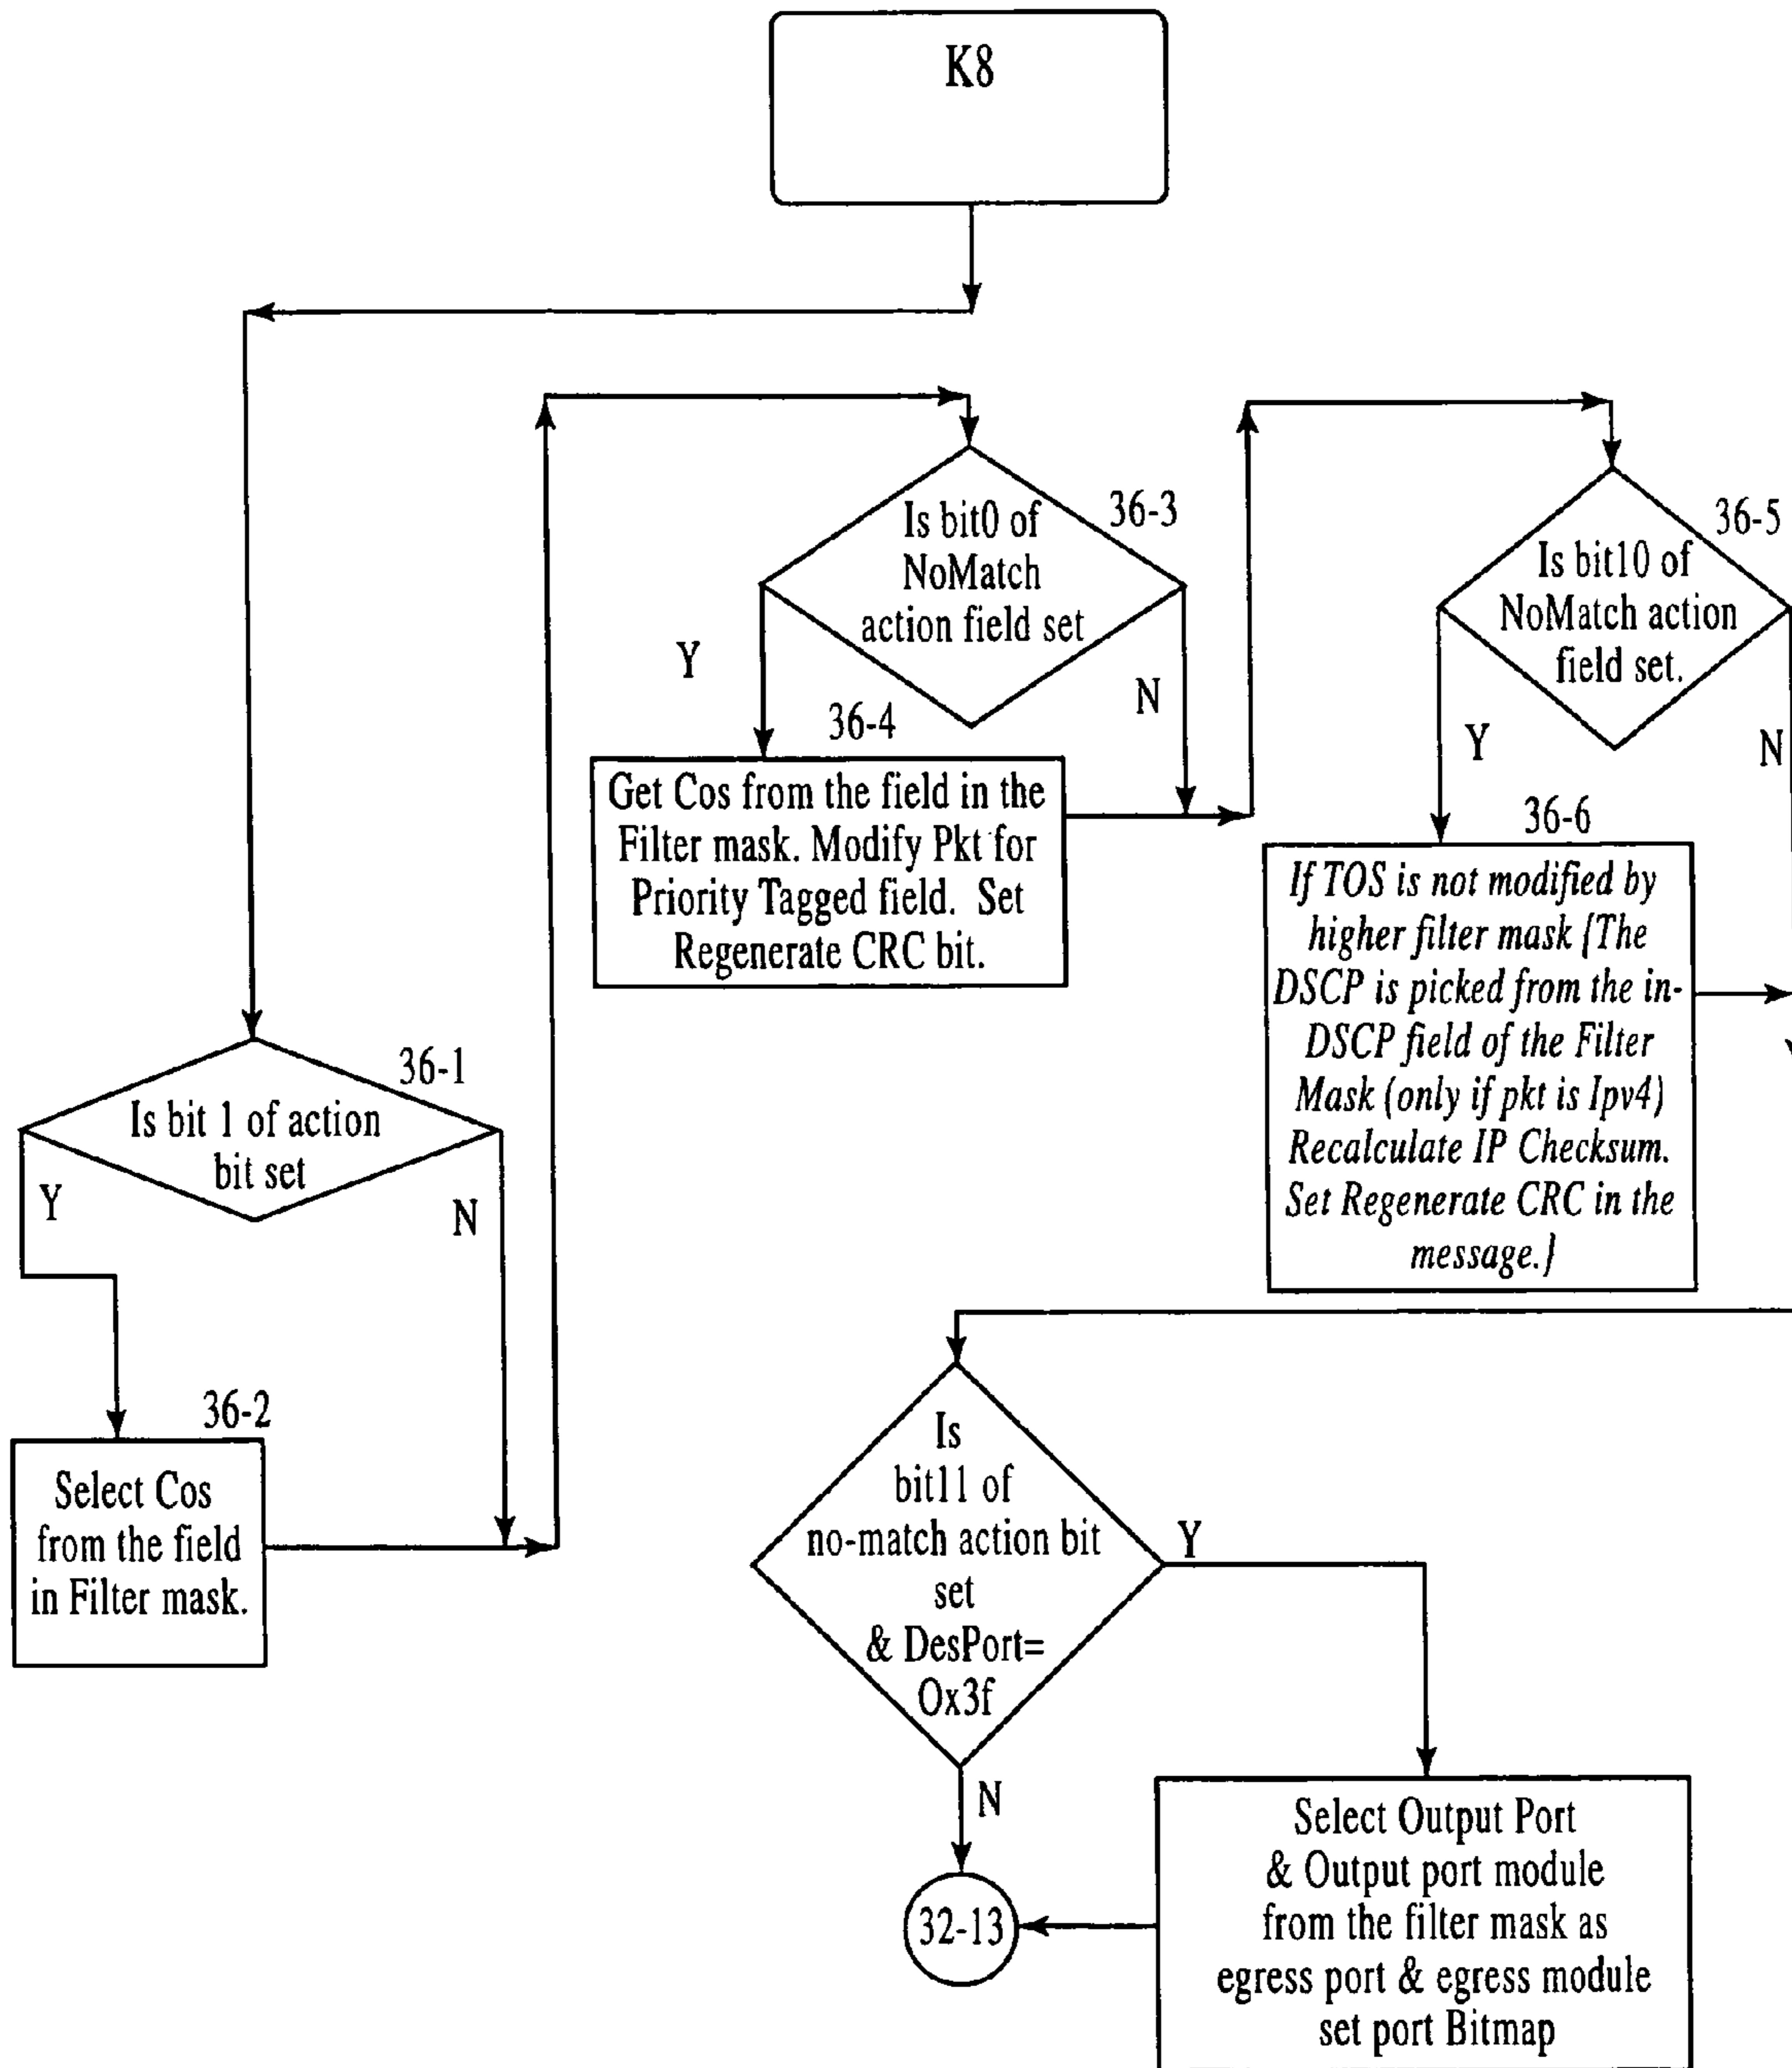 K8
36-1
Is bit 1 of action
bit set
Y
N
36-2
Select Cos
from the field
in Filter mask.
36-3
Is bit0 of
NoMatch
action field set
Y
N
36-4
Get Cos from the field in the
Filter mask. Modify Pkt for
Priority Tagged field. Set
Regenerate CRC bit.
36-5
Is bit10 of
NoMatch action
field set.
Y
N
36-6
If TOS is not modified by
higher filter mask {The
DSCP is picked from the in-
DSCP field of the Filter
Mask (only if pkt is Ipv4)
Recalculate IP Checksum.
Set Regenerate CRC in the
message.}
Is
bit11 of
no-match action bit
set
& DesPort=
0x3f
Y
N
32-13
Select Output Port
& Output port module
from the filter mask as
egress port & egress module
set port Bitmap